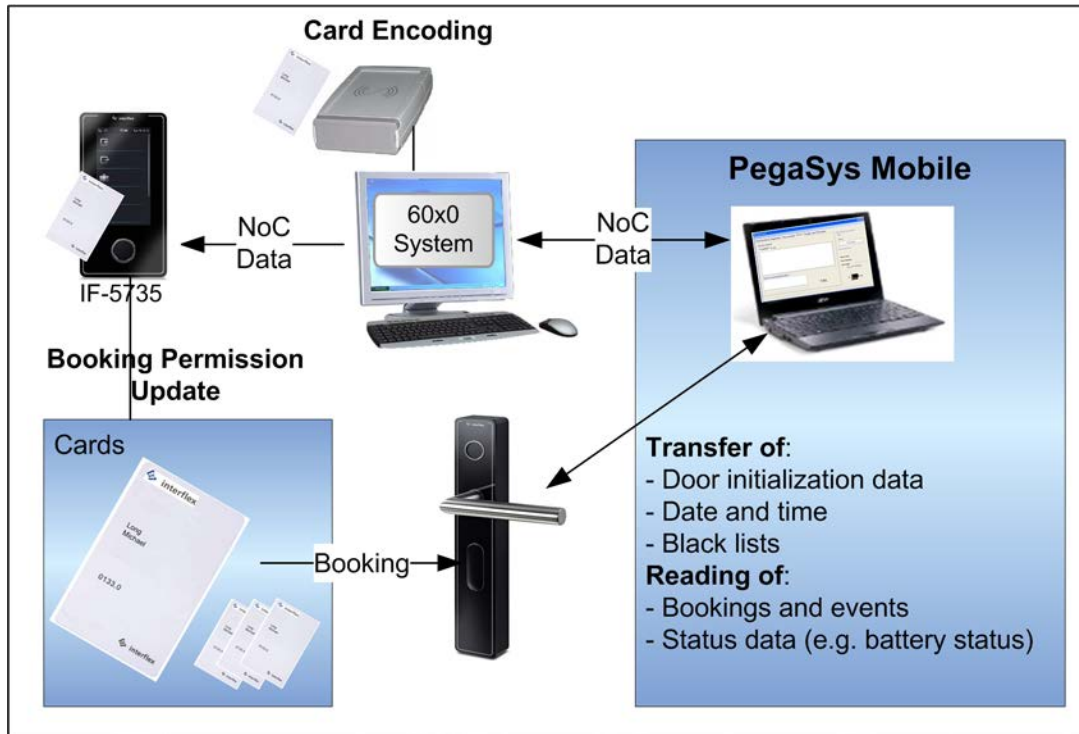 Card Encoding
60x0
System
NoC
Data
IF-5735
Booking Permission
Update
Cards
interflex
Long
Michael
0133.0
interflex
Booking
PegaSys Mobile
NoC
Data
Transfer of:
- Door initialization data
- Date and time
- Black lists
Reading of:
- Bookings and events
- Status data (e.g. battery status)